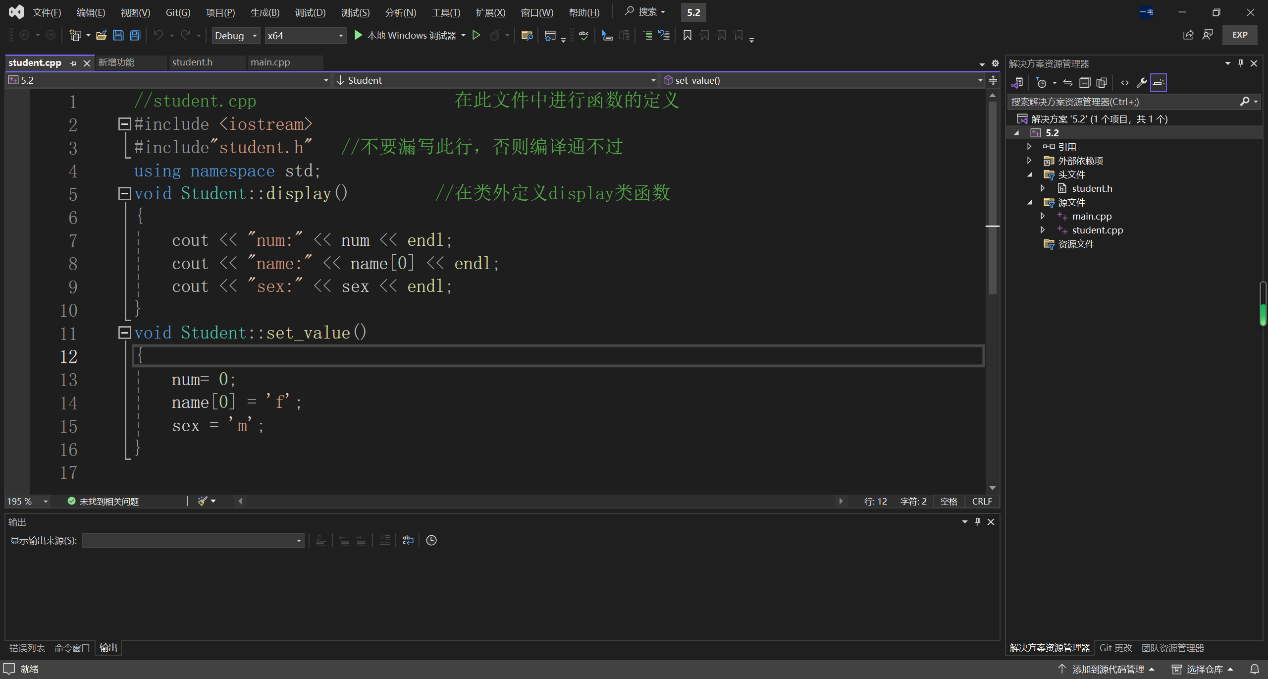 文件(F) 编辑(E) 视图(V) Git(G) 项目(P) 生成(B) 调试(D) 测试(S) 分析(N) 工具(T) 扩展(X) 窗口(W) 帮助(H) 搜索 5.2 一韦
Debug x64 本地 Windows 调试器 EXP
student.cpp 新增功能 student.h main.cpp
5.2 Student set_value()
1 //student.cpp 在此文件中进行函数的定义
2 #include <iostream>
3 #include"student.h" //不要漏写此行，否则编译通不过
4 using namespace std;
5 void Student::display() //在类外定义display类函数
6 {
7 cout << "num:" << num << endl;
8 cout << "name:" << name[0] << endl;
9 cout << "sex:" << sex << endl;
10 }
11 void Student::set_value()
12 {
13 num= 0;
14 name[0] = 'f';
15 sex = 'm';
16 }
17
195 % 未找到相关问题 行: 12 字符: 2 空格 CRLF
输出
显示输出来源(S):
错误列表 命令窗口 输出
解决方案资源管理器
搜索解决方案资源管理器(Ctrl+;)
解决方案 '5.2' (1 个项目，共 1 个)
5.2
引用
外部依赖项
头文件
student.h
源文件
main.cpp
student.cpp
资源文件
解决方案资源管理器 Git 更改 团队资源管理器
就绪 添加到源代码管理 选择仓库